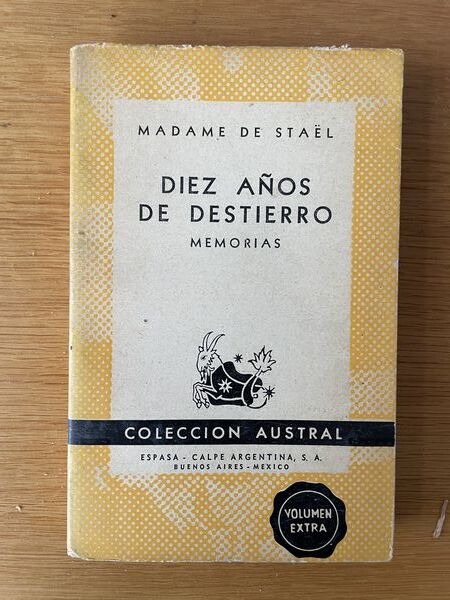 MADAME DE STAËL
DIEZ AÑOS
DE DESTIERRO
MEMORIAS
COLECCION AUSTRAL
ESPASA - CALPE ARGENTINA, S. A.
BUENOS AIRES - MEXICO
VOLUMEN
EXTRA